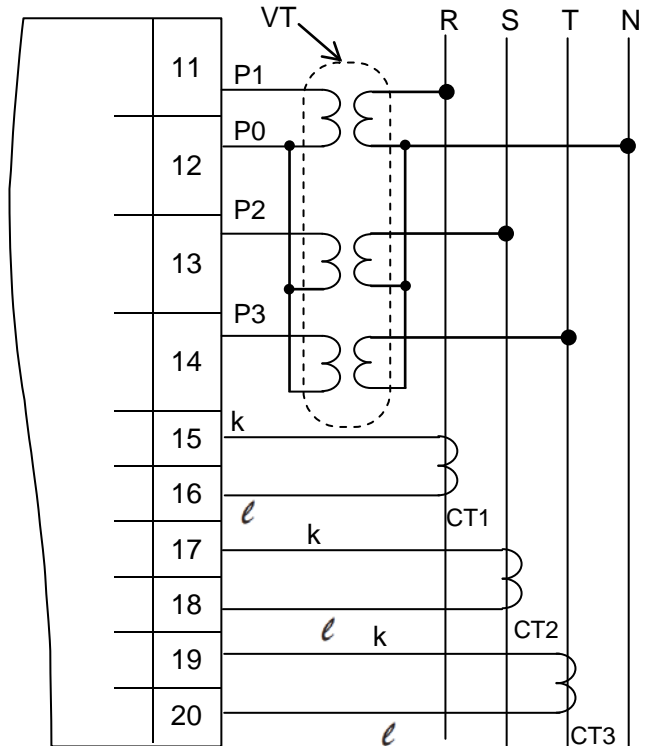 VT R S T N
11 P1
P0
12
P2
13
P3
14
15 k
16 ℓ
CT1
17 k
18
ℓ CT2
19 k
20 ℓ CT3